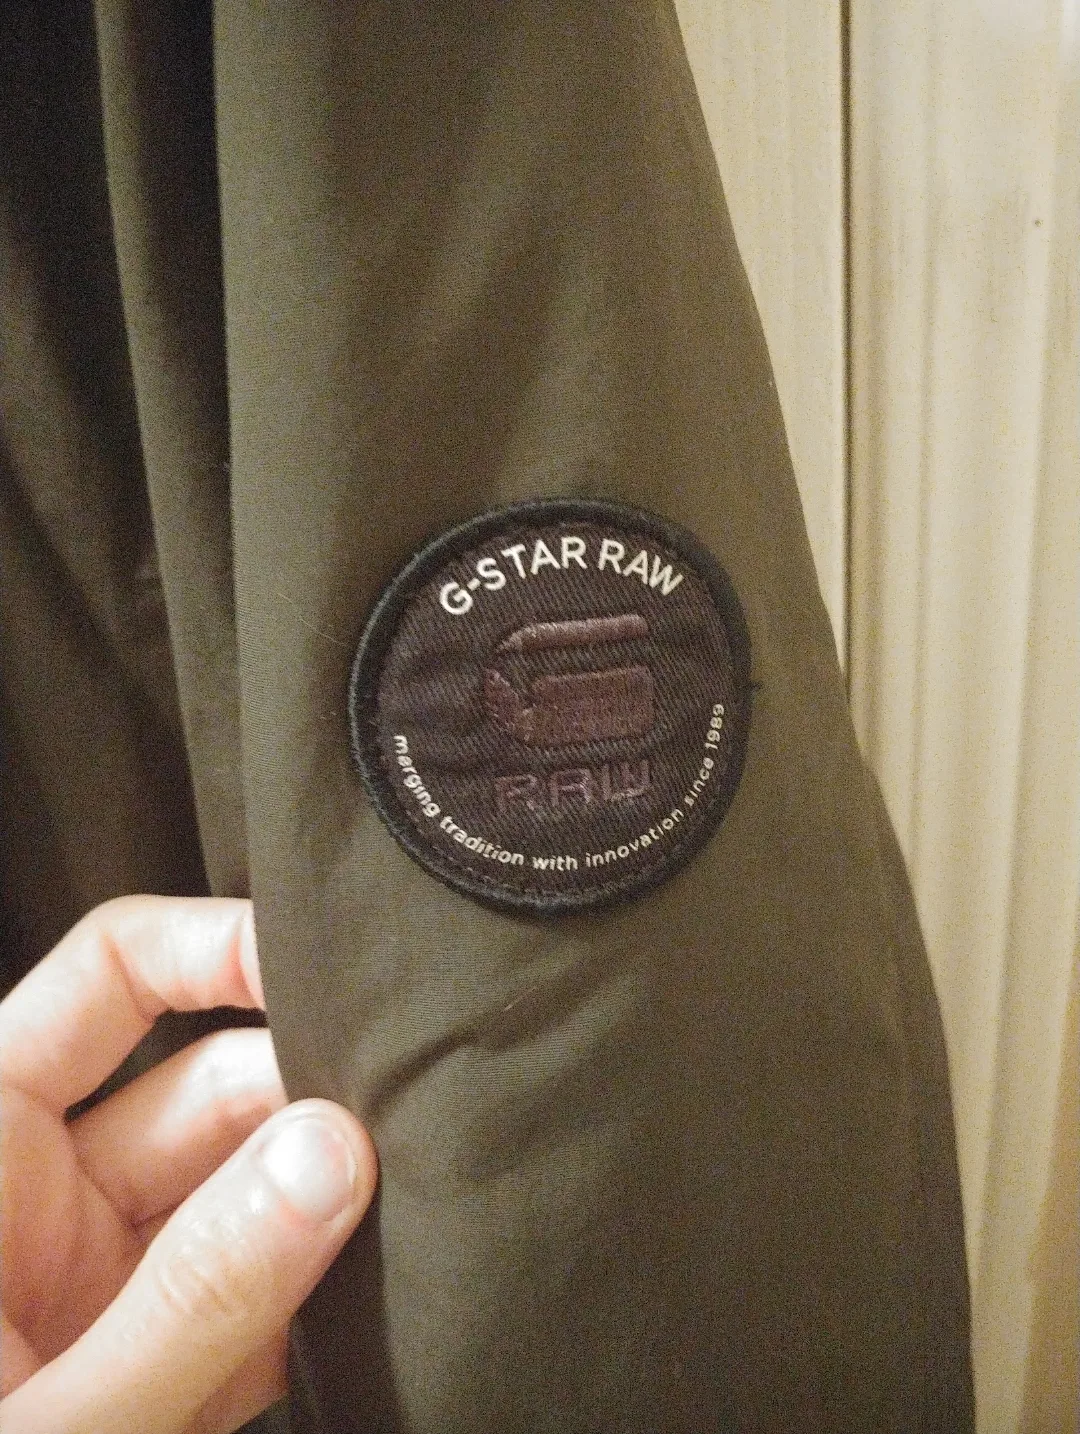 G-STAR RAW
RAW
merging tradition with innovation since 1989